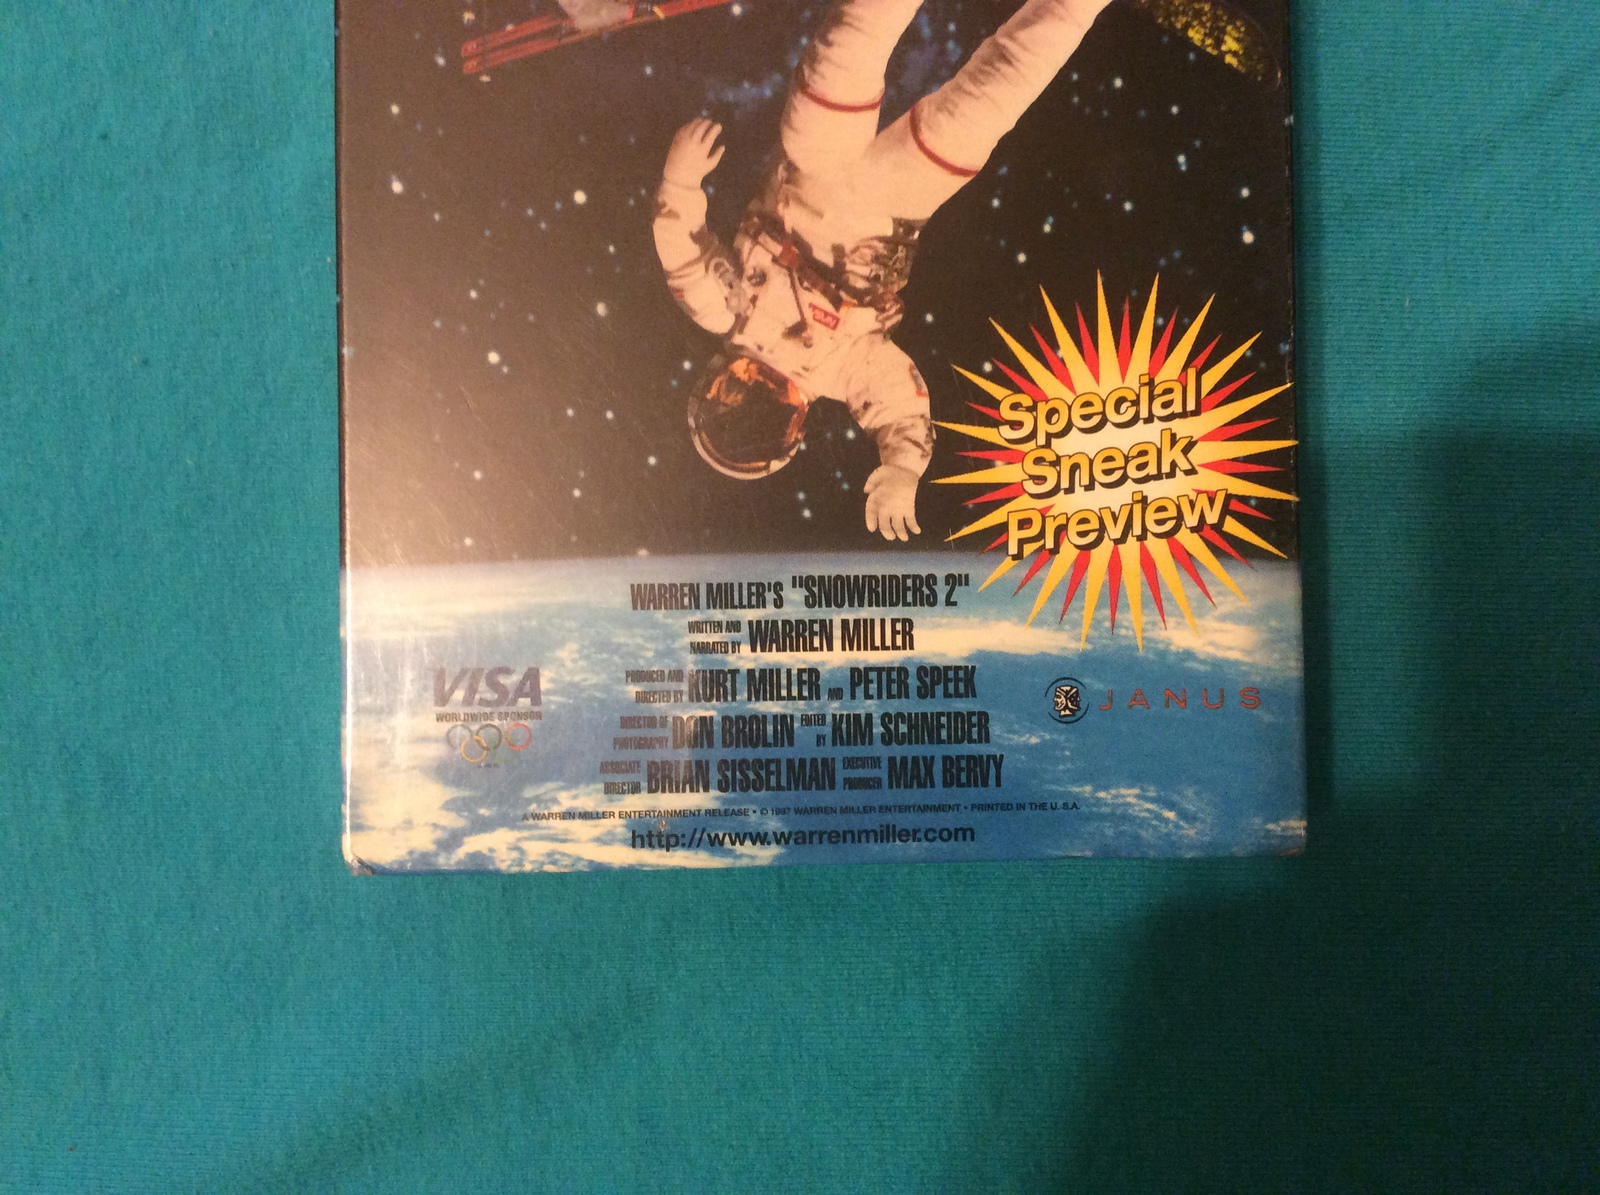 Special
Sneak
Preview
WARREN MILLER'S "SNOWRIDERS 2"
WRITTEN AND NARRATED BY WARREN MILLER
PRODUCED AND DIRECTED BY KURT MILLER AND PETER SPEEK
DIRECTOR OF PHOTOGRAPHY DON BROLIN EDITED BY KIM SCHNEIDER
ASSOCIATE DIRECTOR BRIAN SISSELMAN EXECUTIVE PRODUCER MAX BERVY
A WARREN MILLER ENTERTAINMENT RELEASE • © 1997 WARREN MILLER ENTERTAINMENT • PRINTED IN THE U.S.A.
http://www.warrenmiller.com
VISA
WORLDWIDE SPONSOR
JANUS